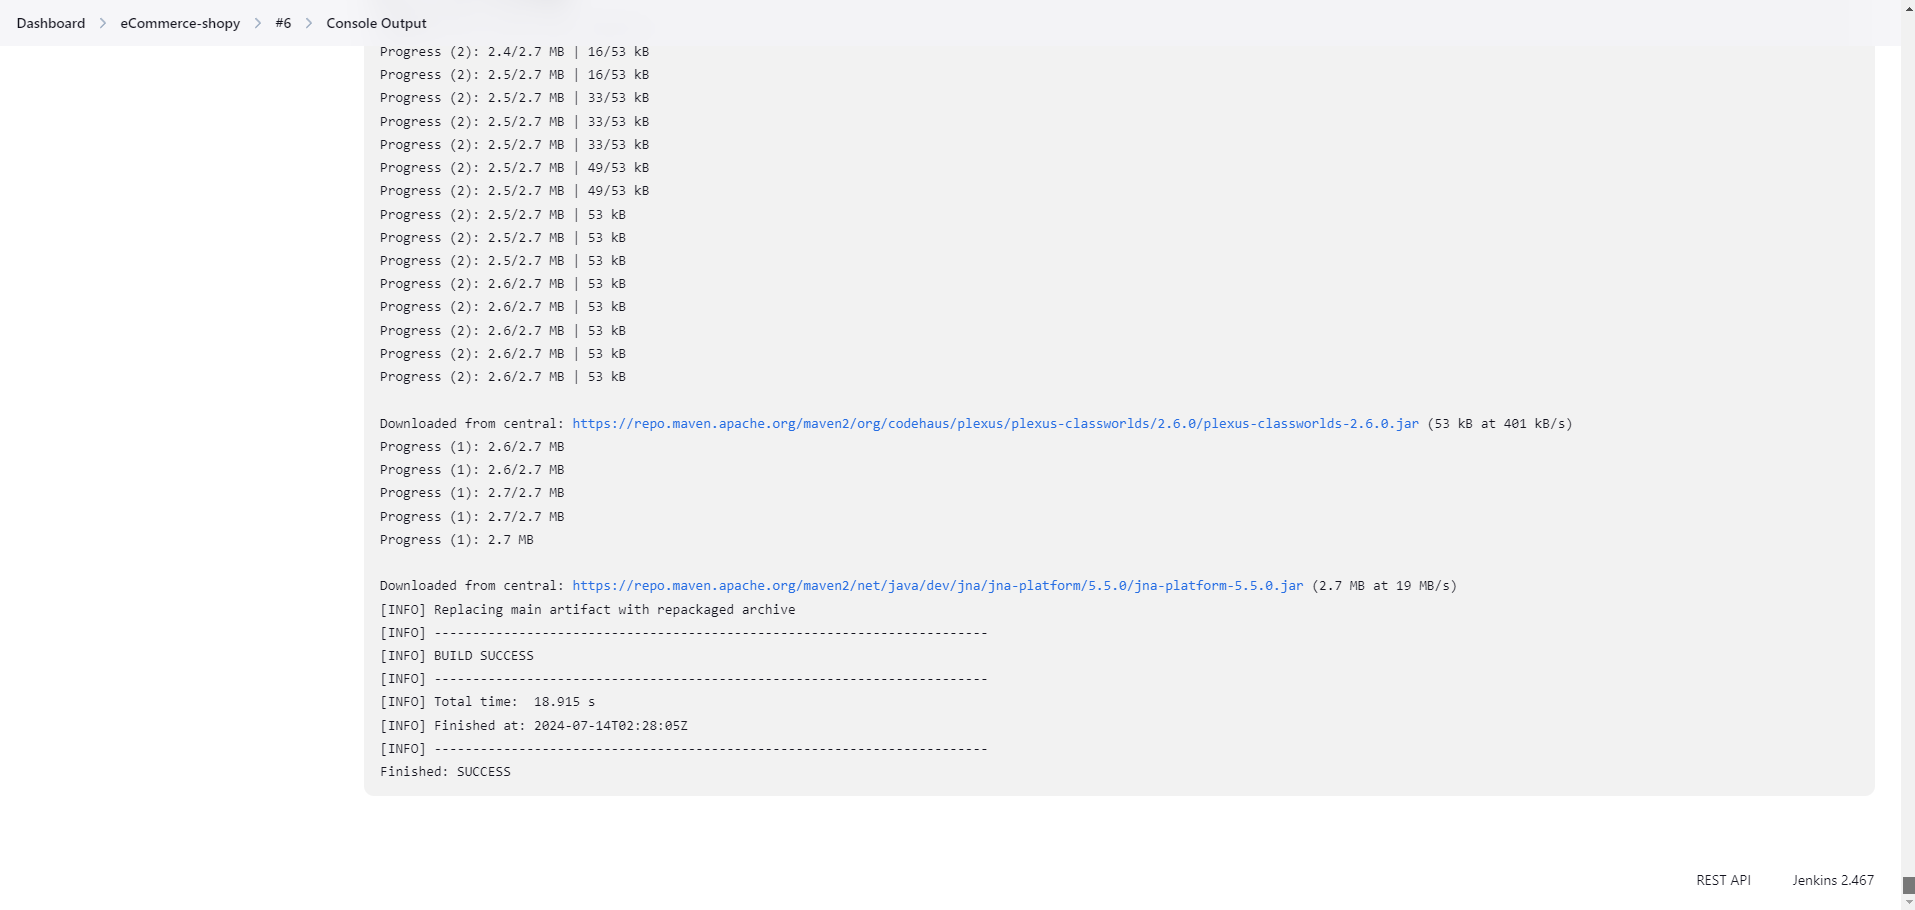 Dashboard > eCommerce-shopy > #6 > Console Output
Progress (2): 2.4/2.7 MB | 16/53 kB
Progress (2): 2.5/2.7 MB | 16/53 kB
Progress (2): 2.5/2.7 MB | 33/53 kB
Progress (2): 2.5/2.7 MB | 33/53 kB
Progress (2): 2.5/2.7 MB | 33/53 kB
Progress (2): 2.5/2.7 MB | 49/53 kB
Progress (2): 2.5/2.7 MB | 49/53 kB
Progress (2): 2.5/2.7 MB | 53 kB
Progress (2): 2.5/2.7 MB | 53 kB
Progress (2): 2.5/2.7 MB | 53 kB
Progress (2): 2.6/2.7 MB | 53 kB
Progress (2): 2.6/2.7 MB | 53 kB
Progress (2): 2.6/2.7 MB | 53 kB
Progress (2): 2.6/2.7 MB | 53 kB
Progress (2): 2.6/2.7 MB | 53 kB
Downloaded from central: https://repo.maven.apache.org/maven2/org/codehaus/plexus/plexus-classworlds/2.6.0/plexus-classworlds-2.6.0.jar (53 kB at 401 kB/s)
Progress (1): 2.6/2.7 MB
Progress (1): 2.6/2.7 MB
Progress (1): 2.7/2.7 MB
Progress (1): 2.7/2.7 MB
Progress (1): 2.7 MB
Downloaded from central: https://repo.maven.apache.org/maven2/net/java/dev/jna/jna-platform/5.5.0/jna-platform-5.5.0.jar (2.7 MB at 19 MB/s)
[INFO] Replacing main artifact with repackaged archive
[INFO] ------------------------------------------------------------------------
[INFO] BUILD SUCCESS
[INFO] ------------------------------------------------------------------------
[INFO] Total time:  18.915 s
[INFO] Finished at: 2024-07-14T02:28:05Z
[INFO] ------------------------------------------------------------------------
Finished: SUCCESS
REST API Jenkins 2.467